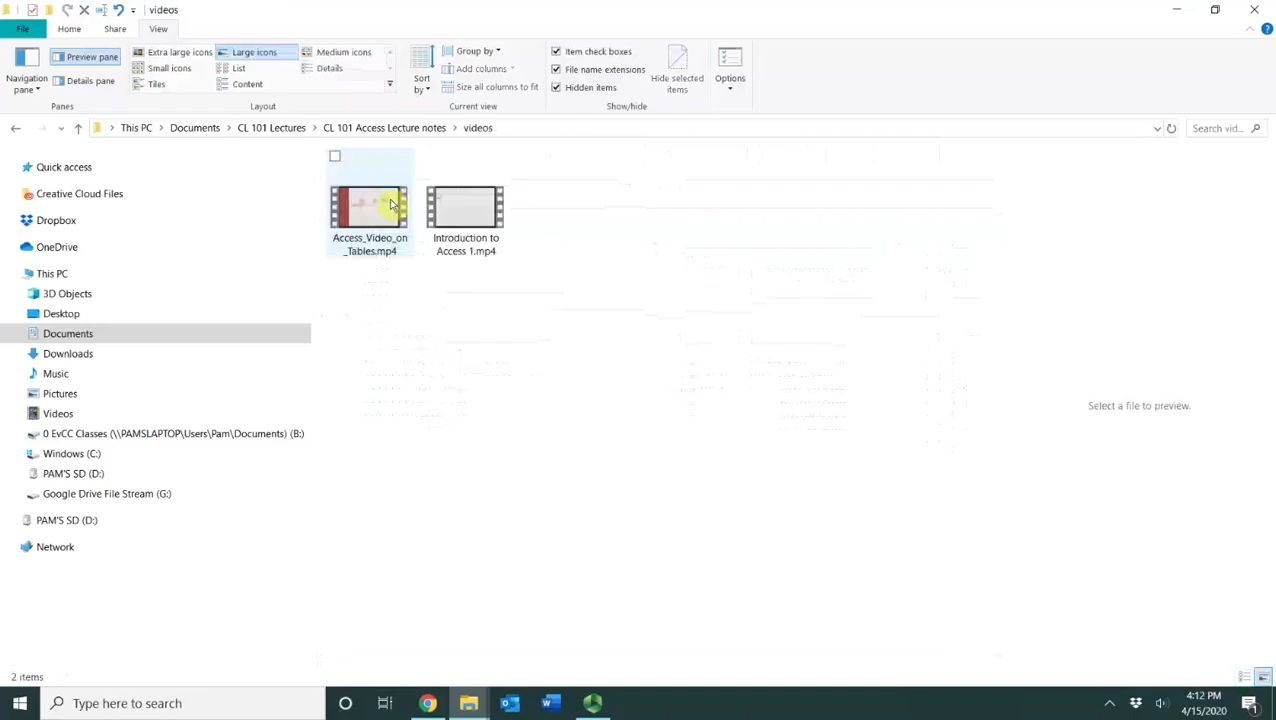 videos
File Home Share View
Navigation pane
Preview pane
Details pane
Panes
Extra large icons Large icons Medium icons
Small icons List Details
Tiles Content
Layout
Sort by
Group by
Add columns
Size all columns to fit
Current view
Item check boxes
File name extensions
Hidden items
Hide selected items
Show/hide
Options
This PC > Documents > CL 101 Lectures > CL 101 Access Lecture notes > videos
Search vid...
Quick access
Creative Cloud Files
Dropbox
OneDrive
This PC
3D Objects
Desktop
Documents
Downloads
Music
Pictures
Videos
0 EvCC Classes (\\PAMSLAPTOP\Users\Pam\Documents) (B:)
Windows (C:)
PAM'S SD (D:)
Google Drive File Stream (G:)
PAM'S SD (D:)
Network
Access_Video_on
_Tables.mp4
Introduction to
Access 1.mp4
Select a file to preview.
2 items
Type here to search
4:12 PM
4/15/2020
1